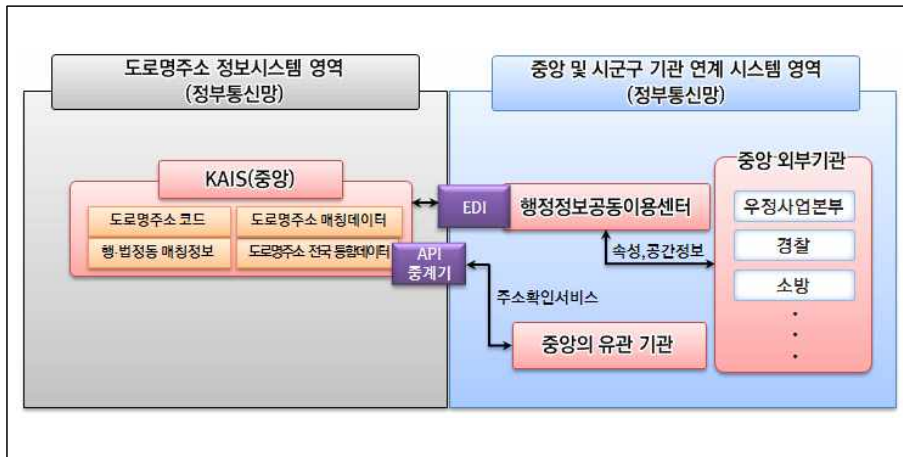 도로명주소 정보시스템 영역
(정부통신망)
중앙 및 시군구 기관 연계 시스템 영역
(정부통신망)
KAIS(중앙)
도로명주소 코드
도로명주소 매칭데이터
행·법정동 매칭정보
도로명주소 전국 통합데이터
EDI
API
중계기
행정정보공동이용센터
속성,공간정보
주소확인서비스
중앙의 유관 기관
중앙 외부기관
우정사업본부
경찰
소방